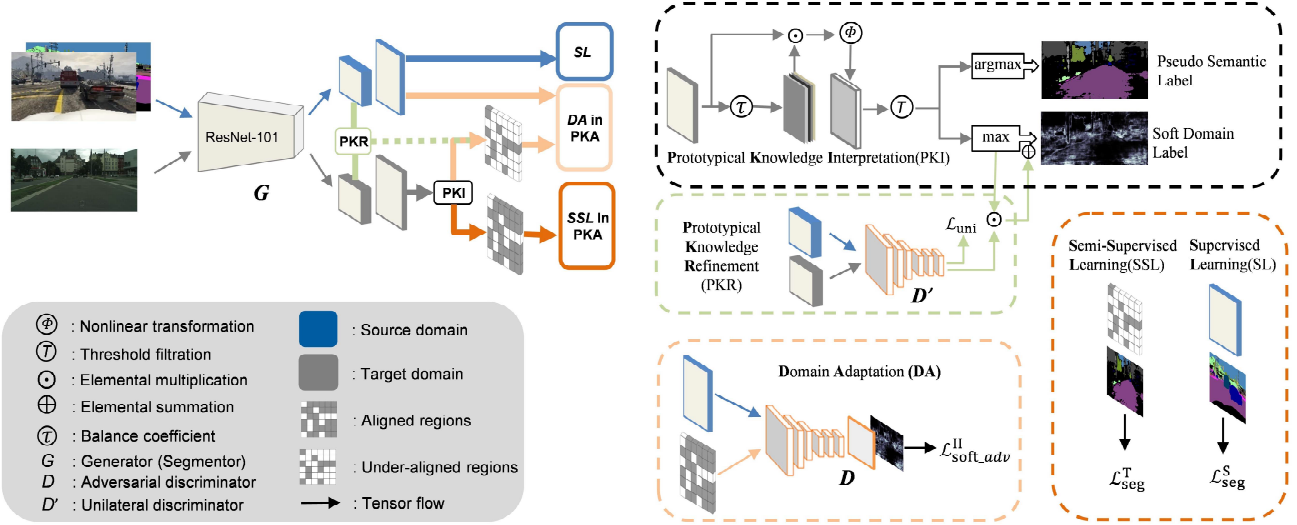 SL
ResNet-101
G
PKR
DA in
PKA
PKI
SSL in
PKA
Φ : Nonlinear transformation
T : Threshold filtration
⊙ : Elemental multiplication
⊕ : Elemental summation
τ : Balance coefficient
G : Generator (Segmentor)
D : Adversarial discriminator
D' : Unilateral discriminator
: Source domain
: Target domain
: Aligned regions
: Under-aligned regions
: Tensor flow
⊙
Φ
τ
T
argmax
max
⊕
Pseudo Semantic
Label
Soft Domain
Label
Prototypical Knowledge Interpretation(PKI)
Prototypical
Knowledge
Refinement
(PKR)
D'
ℒuni
⊙
Domain Adaptation (DA)
D
ℒ^II_soft_adv
Semi-Supervised
Learning(SSL)
Supervised
Learning(SL)
ℒ^T_seg
ℒ^S_seg